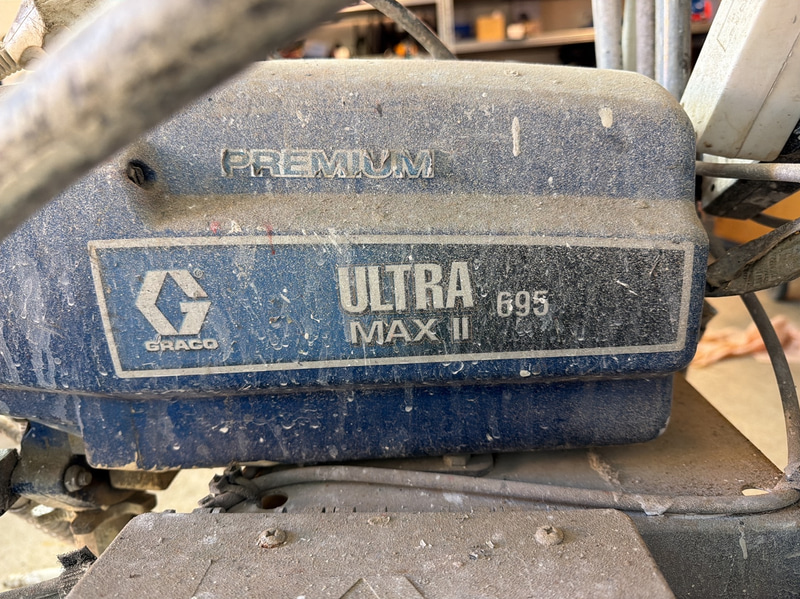 PREMIUM
ULTRA 695
MAX II
GRACO